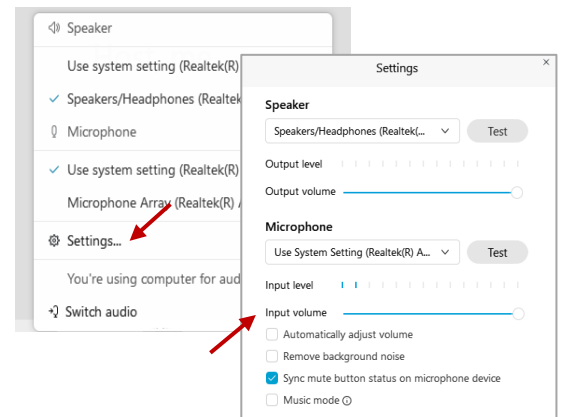 Speaker
Use system setting (Realtek(R)
Speakers/Headphones (Realtek
Microphone
Use system setting (Realtek(R)
Microphone Array (Realtek(R) A
Settings...
You're using computer for aud
Switch audio
Settings
Speaker
Speakers/Headphones (Realtek(...
Test
Output level
Output volume
Microphone
Use System Setting (Realtek(R) A...
Test
Input level
Input volume
Automatically adjust volume
Remove background noise
Sync mute button status on microphone device
Music mode